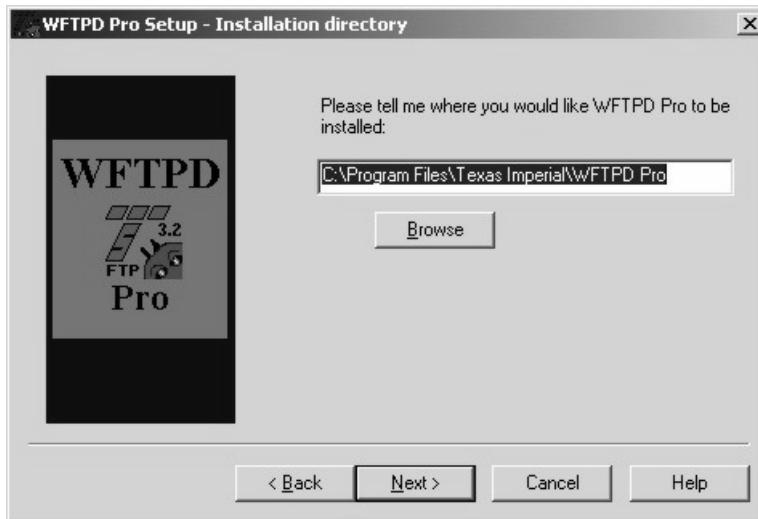 WFTPD Pro Setup - Installation directory
Please tell me where you would like WFTPD Pro to be
installed:
C:\Program Files\Texas Imperial\WFTPD Pro
Browse
WFTPD
3.2
FTP
Pro
< Back
Next >
Cancel
Help